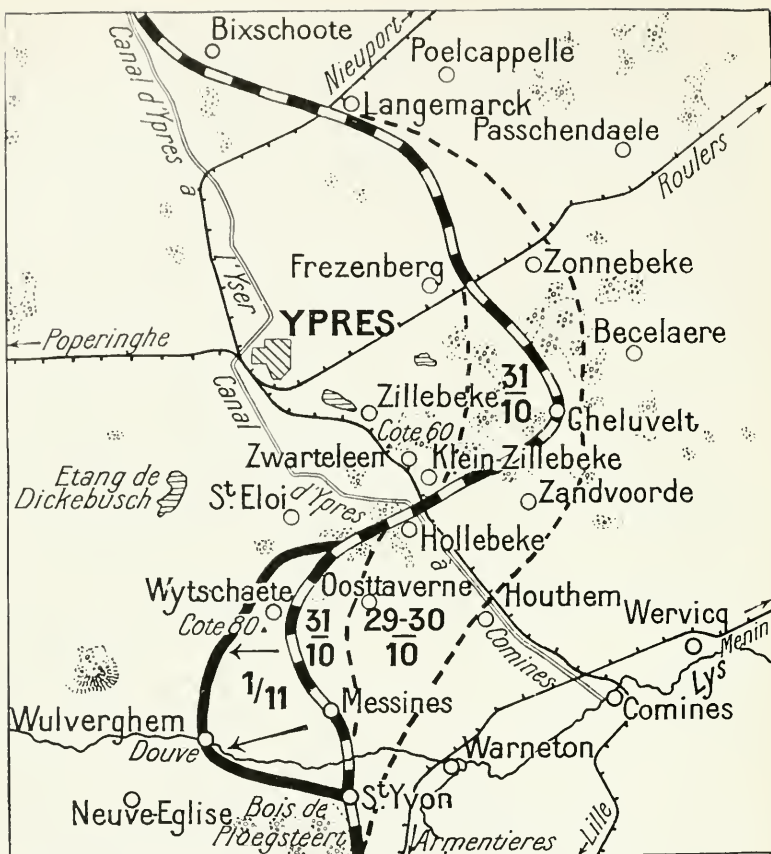 Bixschoote
Nieuport
Poelcappelle
Langemarck
Passchendaele
Roulers
Canal d'Ypres à l'Yser
Frezenberg
Zonnebeke
YPRES
Poperinghe
Becelaere
31
10
Zillebeke
Cote 60
Gheluvelt
Zwarteleen
Klein Zillebeke
Etang de
Dickebusch
St. Eloi
Zandvoorde
Canal d'Ypres à Comines
Hollebeke
Oosttaverne
Houthem
Wytschaete
Cote 80.
31
10
29-30
10
Wervicq
Menin
Lys
1/11
Messines
Comines
Wulverghem
Douve
Warneton
St Yvon
Neuve-Eglise
Bois de
Ploegsteert
Armentieres
Lille